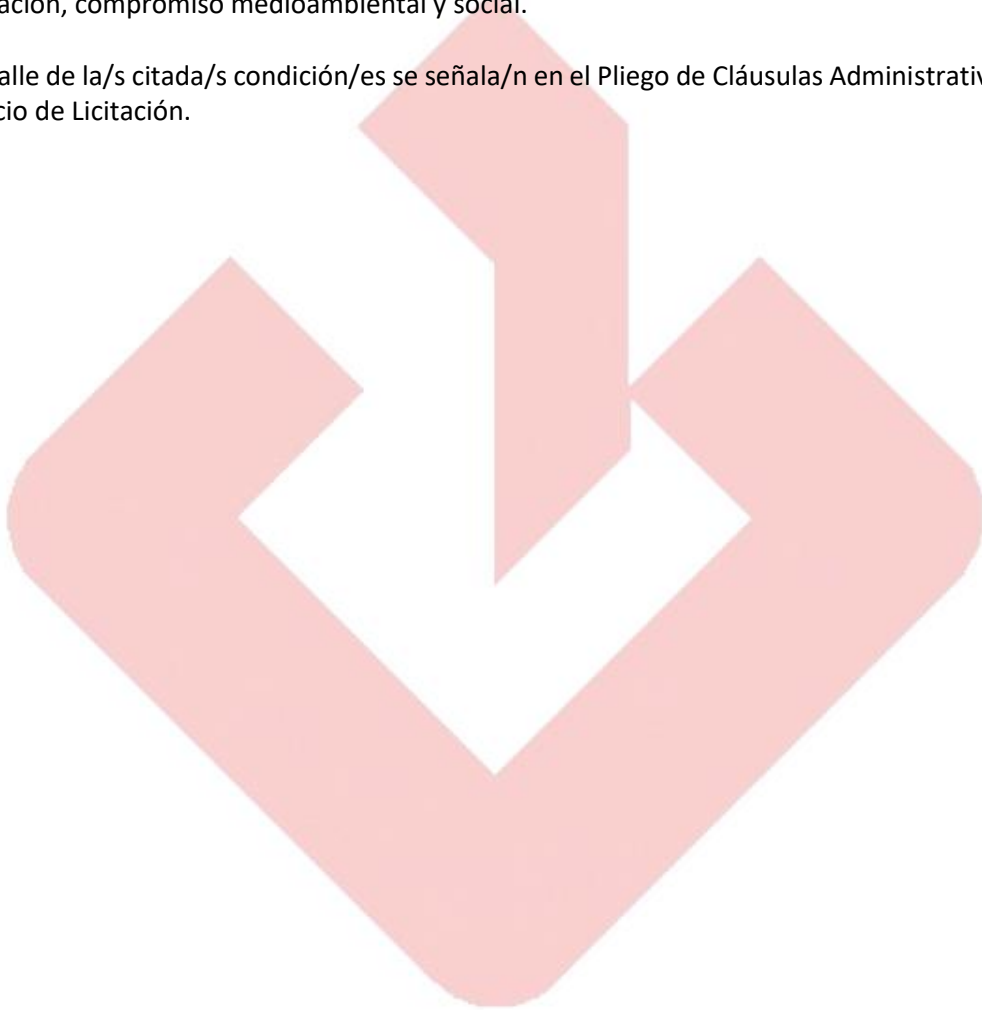 ación, compromiso medioambiental y social.
alle de la/s citada/s condición/es se señala/n en el Pliego de Cláusulas Administrativ
cio de Licitación.